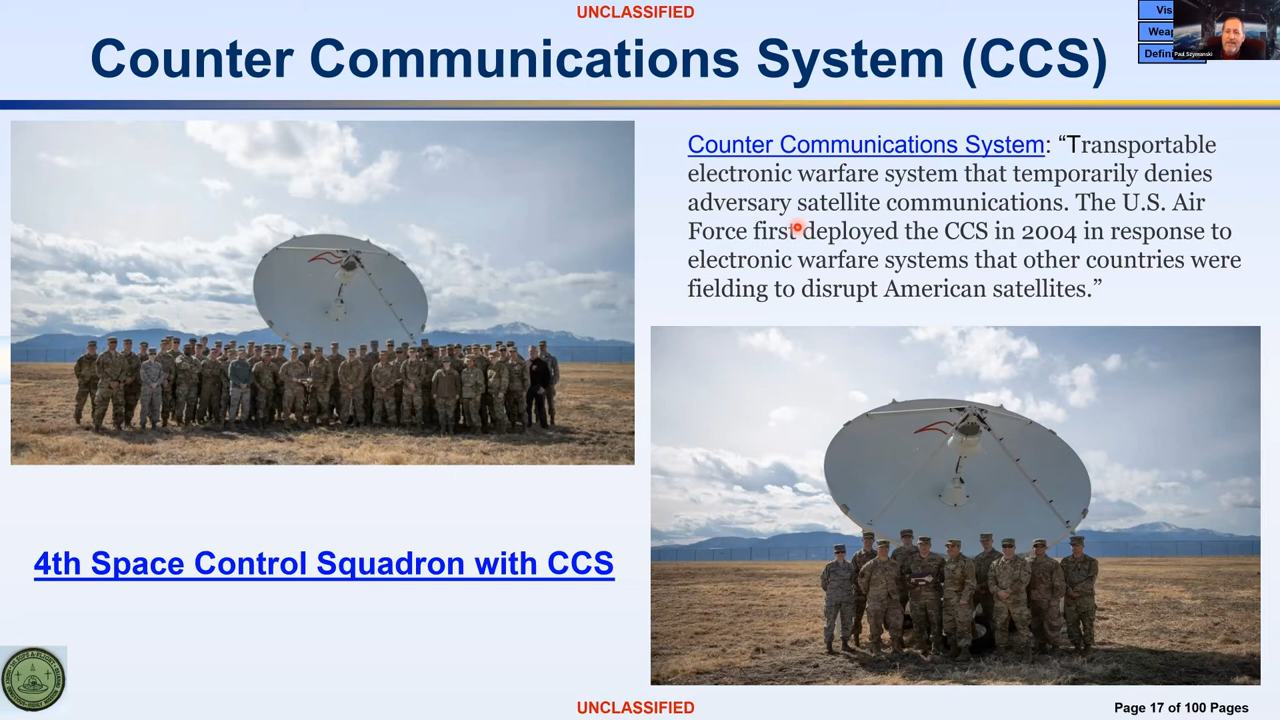 UNCLASSIFIED
Counter Communications System (CCS)
Vis
Weap
Defin
Paul Szymanski
Counter Communications System: “Transportable
electronic warfare system that temporarily denies
adversary satellite communications. The U.S. Air
Force first deployed the CCS in 2004 in response to
electronic warfare systems that other countries were
fielding to disrupt American satellites.”
4th Space Control Squadron with CCS
UNCLASSIFIED
Page 17 of 100 Pages